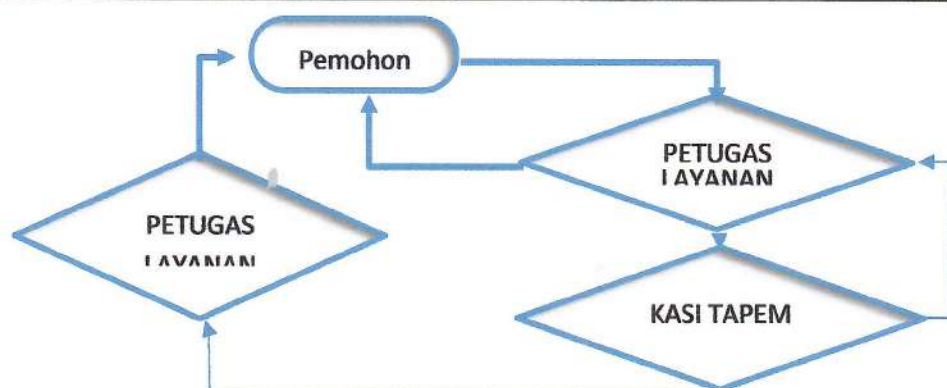 Pemohon
PETUGAS
LAYANAN
PETUGAS
LAYANAN
KASI TAPEM